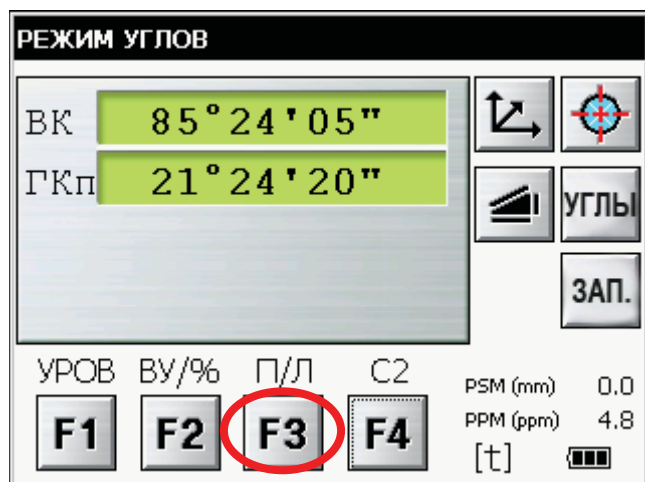 РЕЖИМ УГЛОВ
ВК 85°24'05"
ГКп 21°24'20"
УГЛЫ
ЗАП.
УРОВ ВУ/% П/Л С2
F1 F2 F3 F4
PSM (mm) 0.0
PPM (ppm) 4.8
[t]